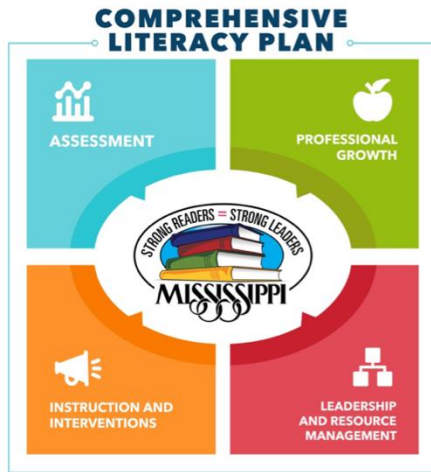 COMPREHENSIVE
LITERACY PLAN
ASSESSMENT
PROFESSIONAL
GROWTH
STRONG READERS = STRONG LEADERS
MISSISSIPPI
INSTRUCTION AND
INTERVENTIONS
LEADERSHIP
AND RESOURCE
MANAGEMENT